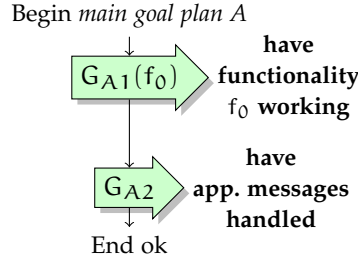 Begin main goal plan A
have
G_A1(f_0)
functionality
f_0 working
have
G_A2
app. messages
handled
End ok